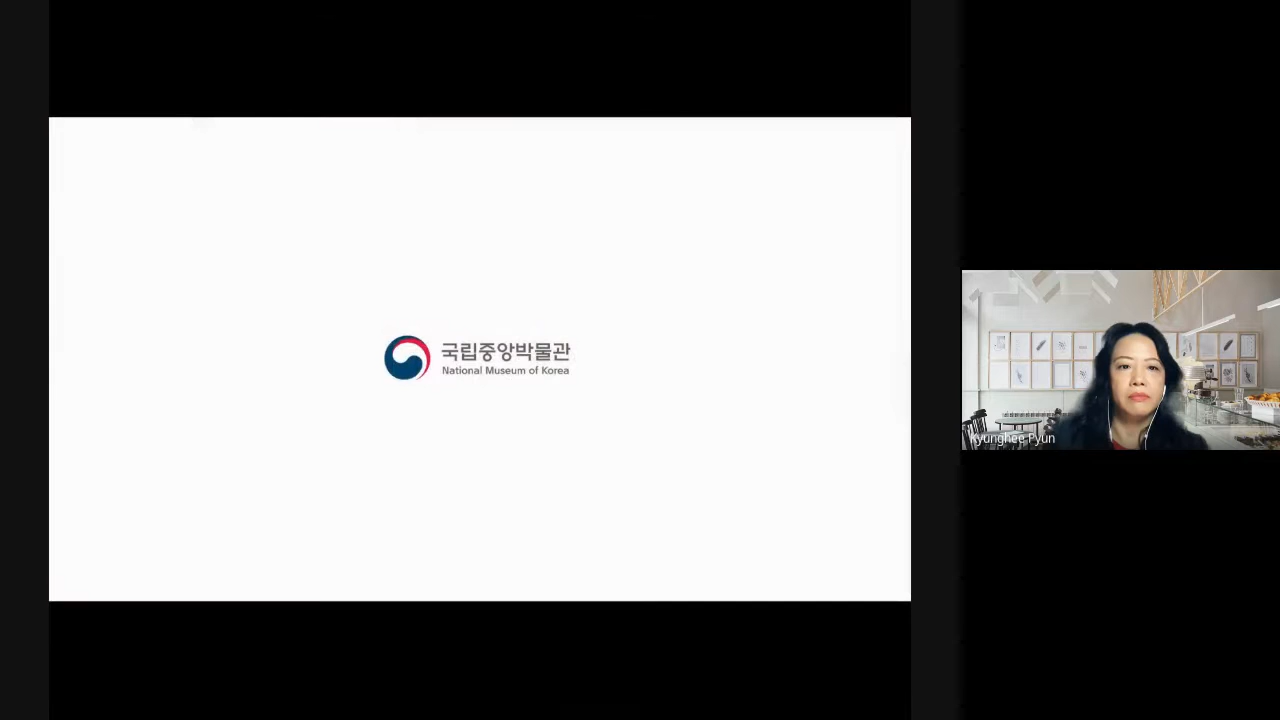 국립중앙박물관
National Museum of Korea
Kyunghee Pyun